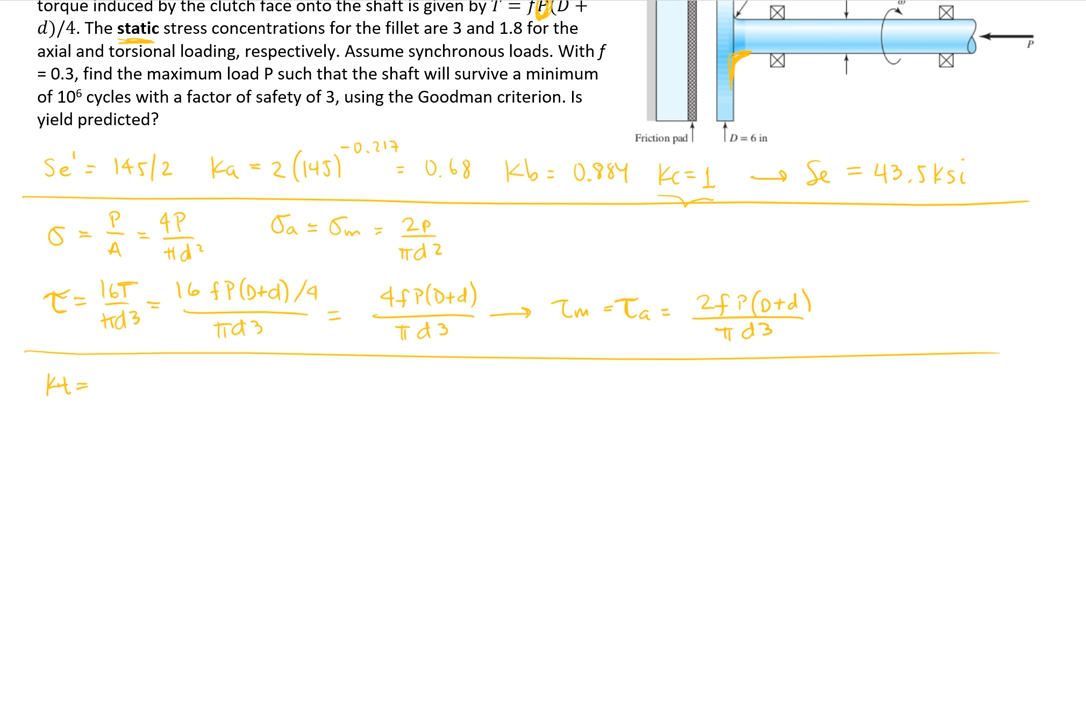 torque induced by the clutch face onto the shaft is given by T = fP(D +
d)/4. The static stress concentrations for the fillet are 3 and 1.8 for the
axial and torsional loading, respectively. Assume synchronous loads. With f
= 0.3, find the maximum load P such that the shaft will survive a minimum
of 10⁶ cycles with a factor of safety of 3, using the Goodman criterion. Is
yield predicted?
ω
P
Friction pad
D = 6 in
Se' = 145/2 Ka = 2(145)^-0.217 = 0.68 Kb = 0.884 Kc = 1 → Se = 43.5 ksi
σ = P/A = 4P/πd² σa = σm = 2P/πd²
τ = 16T/πd³ = 16 fP(D+d)/4/πd³ = 4fP(D+d)/πd³ → τm = τa = 2fP(D+d)/πd³
Kt =